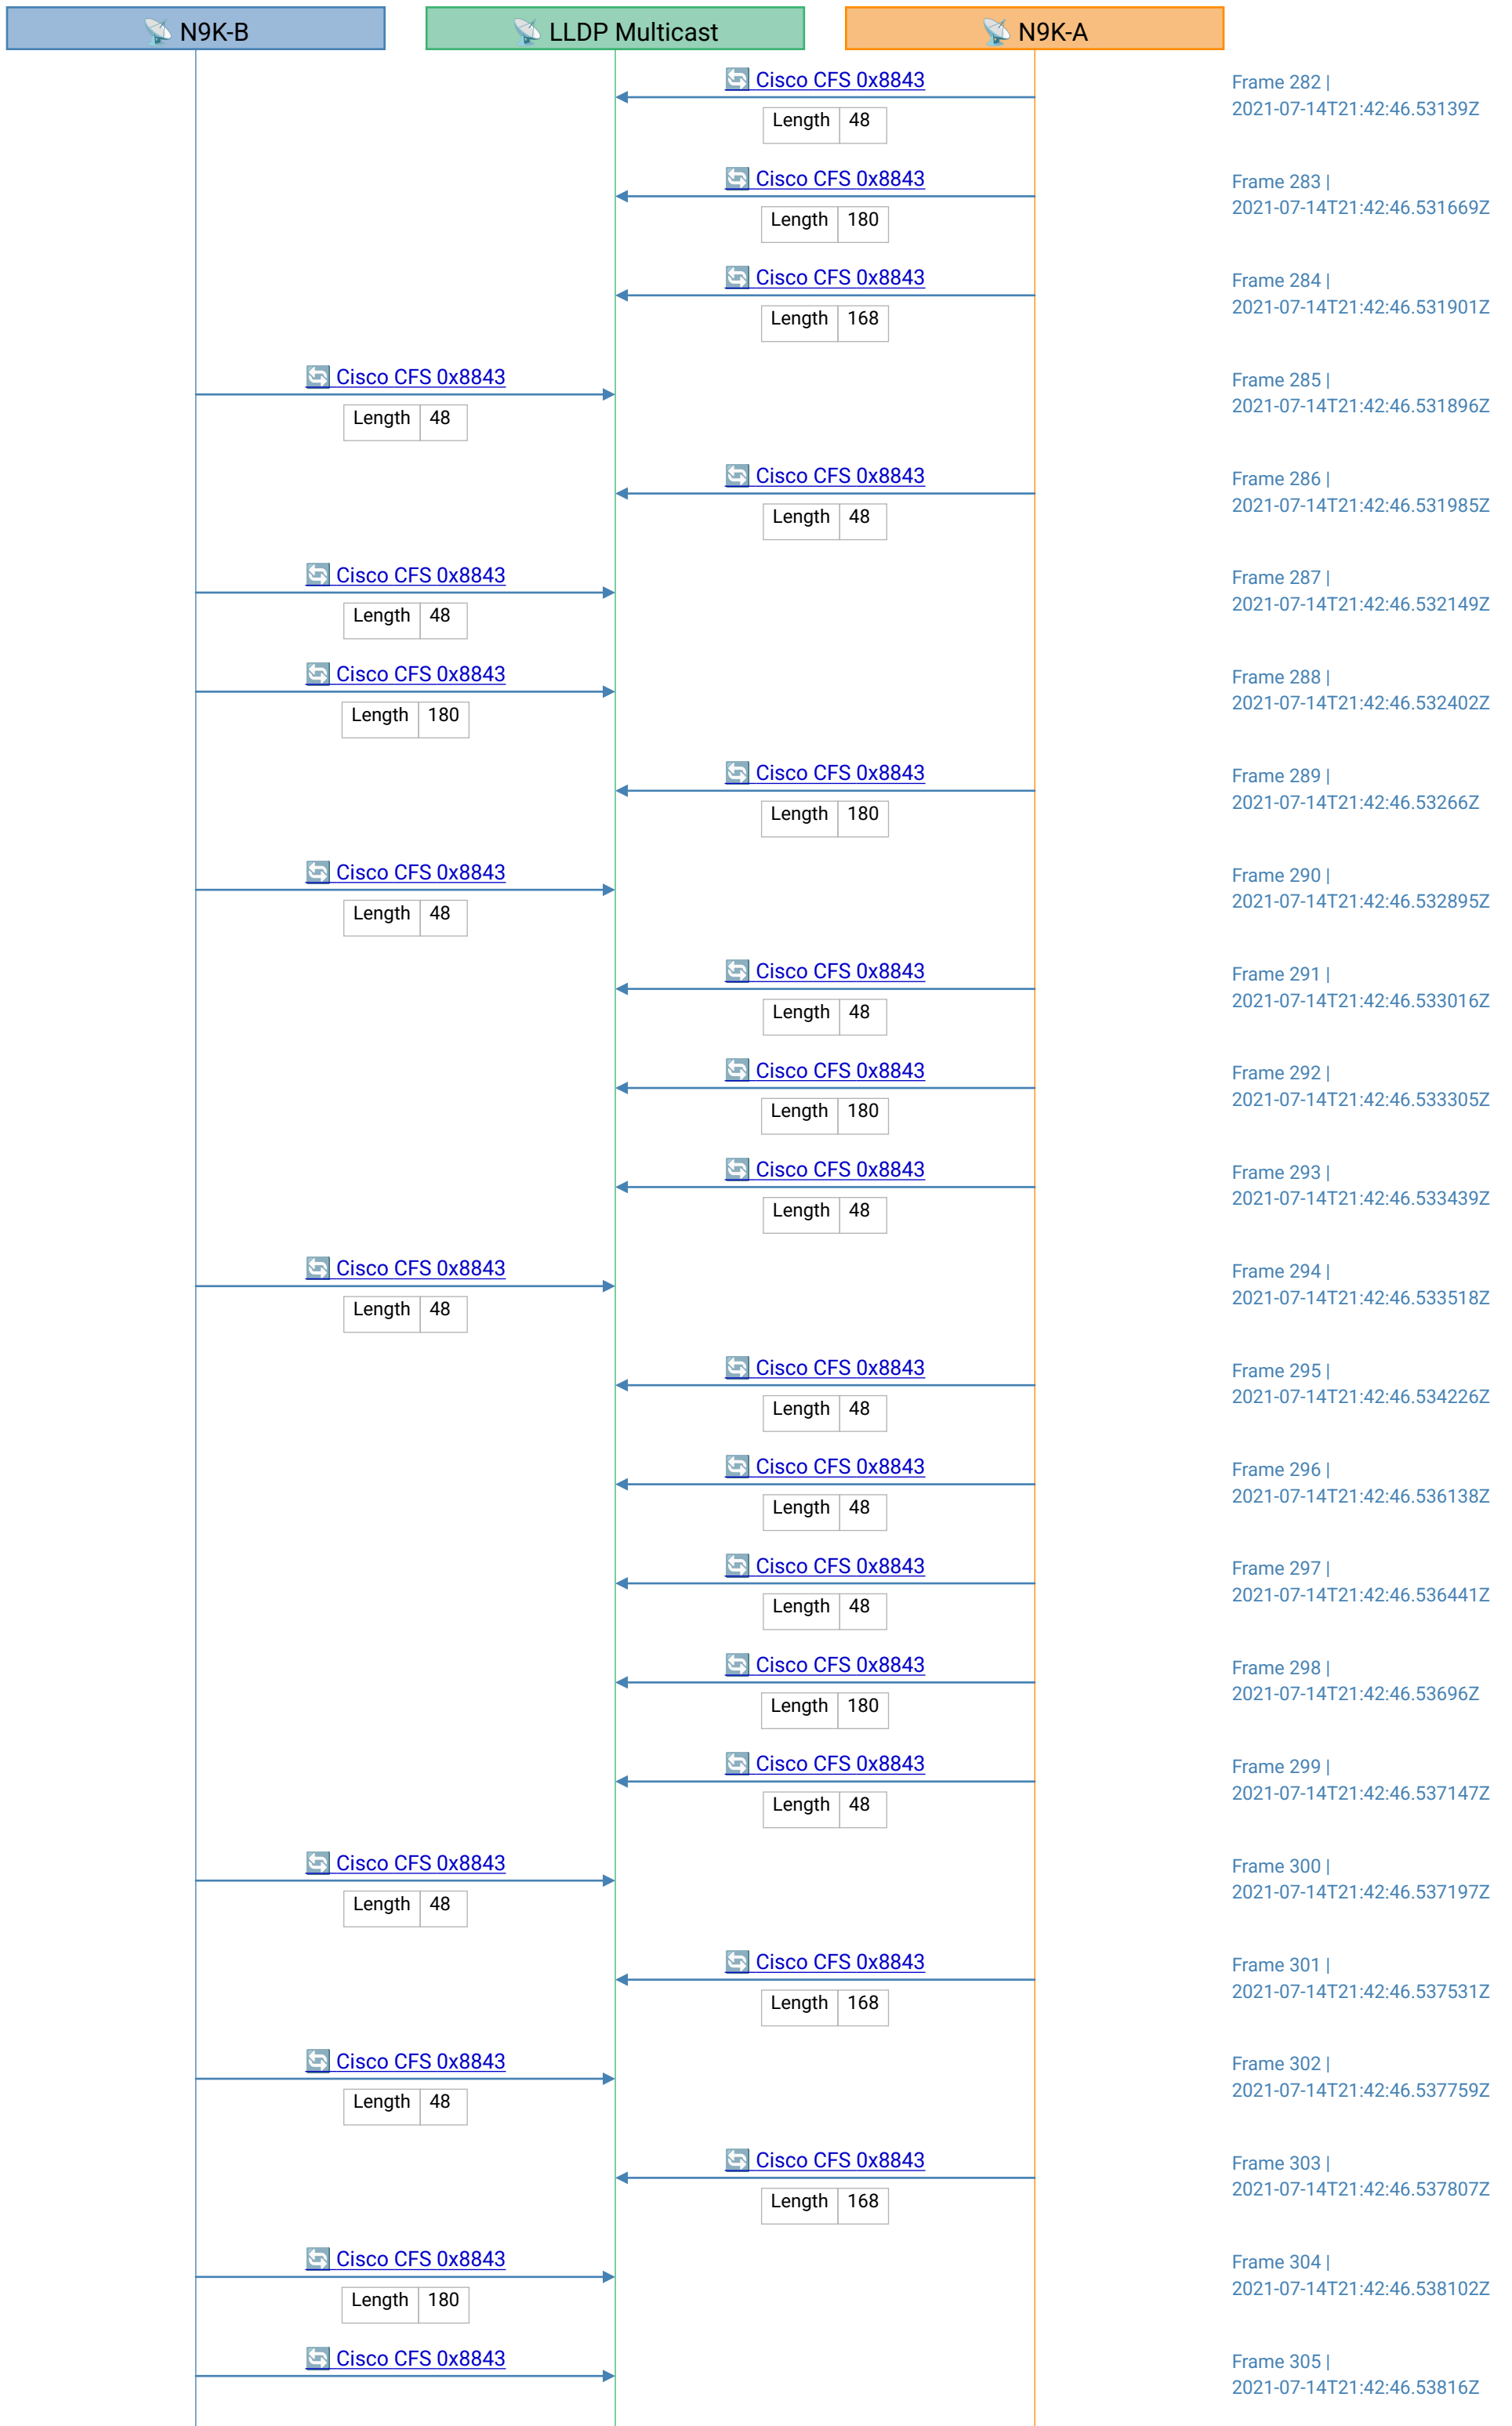 N9K-B LLDP Multicast N9K-A
Cisco CFS 0x8843 Frame 282 |
2021-07-14T21:42:46.53139Z
Length 48
Cisco CFS 0x8843 Frame 283 |
2021-07-14T21:42:46.531669Z
Length 180
Cisco CFS 0x8843 Frame 284 |
2021-07-14T21:42:46.531901Z
Length 168
Cisco CFS 0x8843 Frame 285 |
2021-07-14T21:42:46.531896Z
Length 48
Cisco CFS 0x8843 Frame 286 |
2021-07-14T21:42:46.531985Z
Length 48
Cisco CFS 0x8843 Frame 287 |
2021-07-14T21:42:46.532149Z
Length 48
Cisco CFS 0x8843 Frame 288 |
2021-07-14T21:42:46.532402Z
Length 180
Cisco CFS 0x8843 Frame 289 |
2021-07-14T21:42:46.53266Z
Length 180
Cisco CFS 0x8843 Frame 290 |
2021-07-14T21:42:46.532895Z
Length 48
Cisco CFS 0x8843 Frame 291 |
2021-07-14T21:42:46.533016Z
Length 48
Cisco CFS 0x8843 Frame 292 |
2021-07-14T21:42:46.533305Z
Length 180
Cisco CFS 0x8843 Frame 293 |
2021-07-14T21:42:46.533439Z
Length 48
Cisco CFS 0x8843 Frame 294 |
2021-07-14T21:42:46.533518Z
Length 48
Cisco CFS 0x8843 Frame 295 |
2021-07-14T21:42:46.534226Z
Length 48
Cisco CFS 0x8843 Frame 296 |
2021-07-14T21:42:46.536138Z
Length 48
Cisco CFS 0x8843 Frame 297 |
2021-07-14T21:42:46.536441Z
Length 48
Cisco CFS 0x8843 Frame 298 |
2021-07-14T21:42:46.53696Z
Length 180
Cisco CFS 0x8843 Frame 299 |
2021-07-14T21:42:46.537147Z
Length 48
Cisco CFS 0x8843 Frame 300 |
2021-07-14T21:42:46.537197Z
Length 48
Cisco CFS 0x8843 Frame 301 |
2021-07-14T21:42:46.537531Z
Length 168
Cisco CFS 0x8843 Frame 302 |
2021-07-14T21:42:46.537759Z
Length 48
Cisco CFS 0x8843 Frame 303 |
2021-07-14T21:42:46.537807Z
Length 168
Cisco CFS 0x8843 Frame 304 |
2021-07-14T21:42:46.538102Z
Length 180
Cisco CFS 0x8843 Frame 305 |
2021-07-14T21:42:46.53816Z